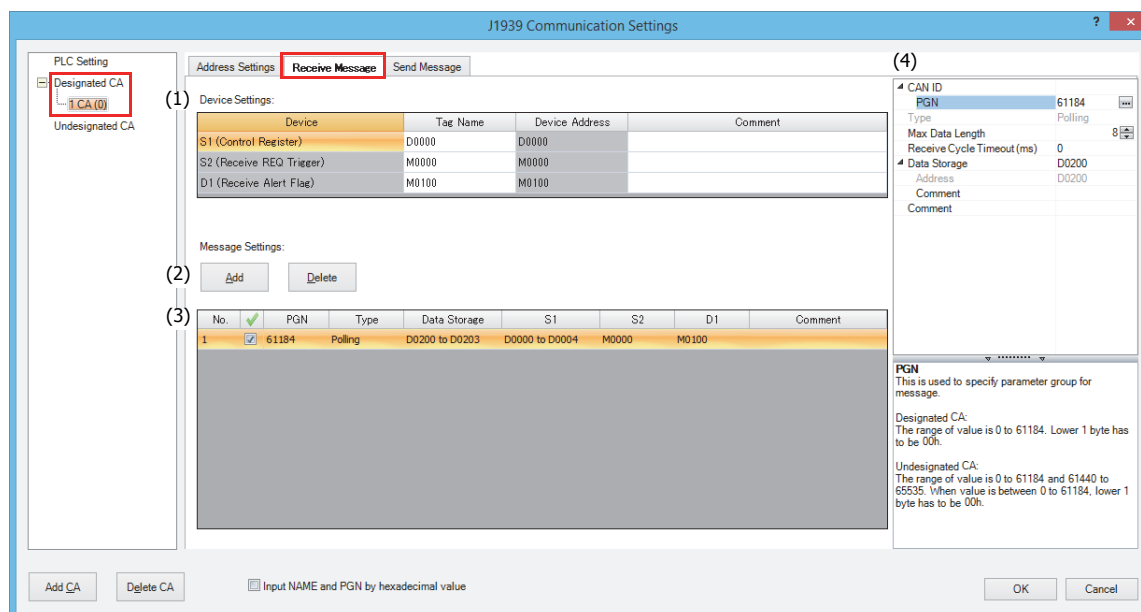 J1939 Communication Settings
? ×
PLC Setting
Designated CA
1 CA (0)
Undesignated CA
Address Settings Receive Message Send Message
(1) Device Settings:
Device Tag Name Device Address Comment
S1 (Control Register) D0000 D0000
S2 (Receive REQ Trigger) M0000 M0000
D1 (Receive Alert Flag) M0100 M0100
Message Settings:
(2) Add Delete
(3) No. PGN Type Data Storage S1 S2 D1 Comment
1 61184 Polling D0200 to D0203 D0000 to D0004 M0000 M0100
(4)
CAN ID
PGN 61184 ...
Type Polling
Max Data Length 8
Receive Cycle Timeout (ms) 0
Data Storage D0200
Address D0200
Comment
Comment
PGN
This is used to specify parameter group for
message.
Designated CA:
The range of value is 0 to 61184. Lower 1 byte has
to be 00h.
Undesignated CA:
The range of value is 0 to 61184 and 61440 to
65535. When value is between 0 to 61184, lower 1
byte has to be 00h.
Add CA Delete CA Input NAME and PGN by hexadecimal value OK Cancel